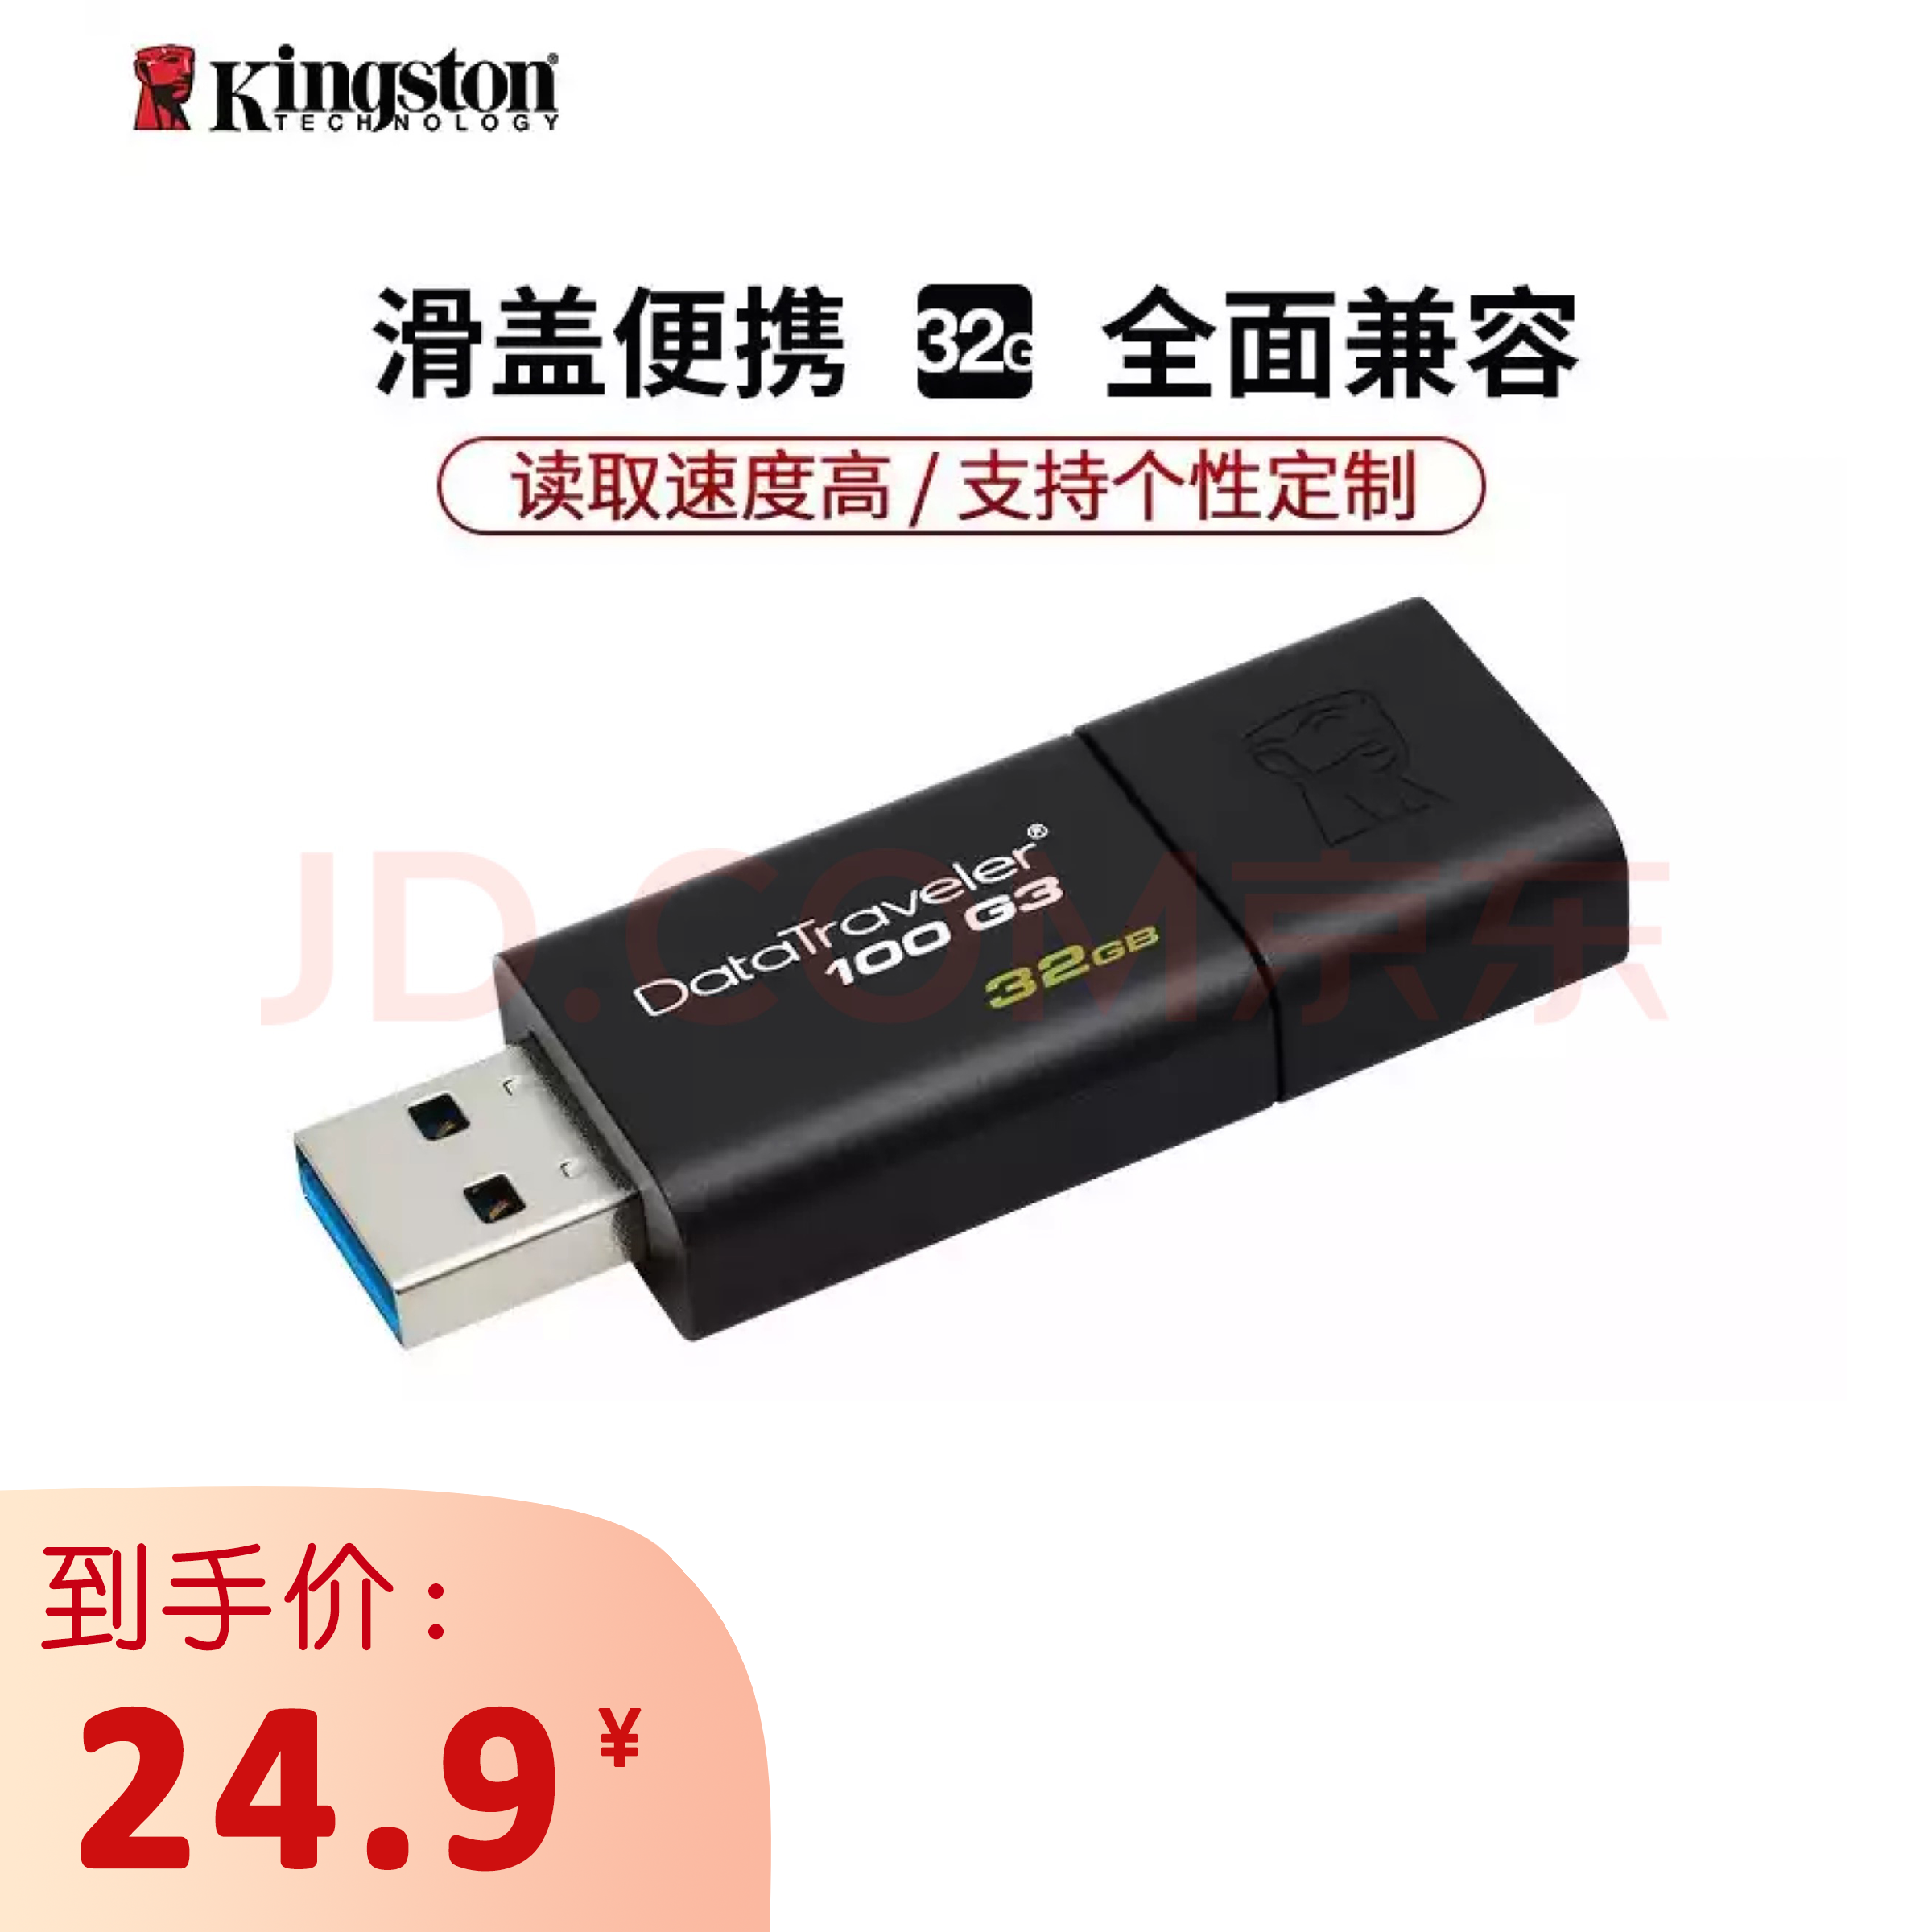 Kingston®
TECHNOLOGY
滑盖便携 32G 全面兼容
读取速度高/支持个性定制
DataTraveler®
100 G3
32GB
JD.COM京东
到手价：
24.9¥